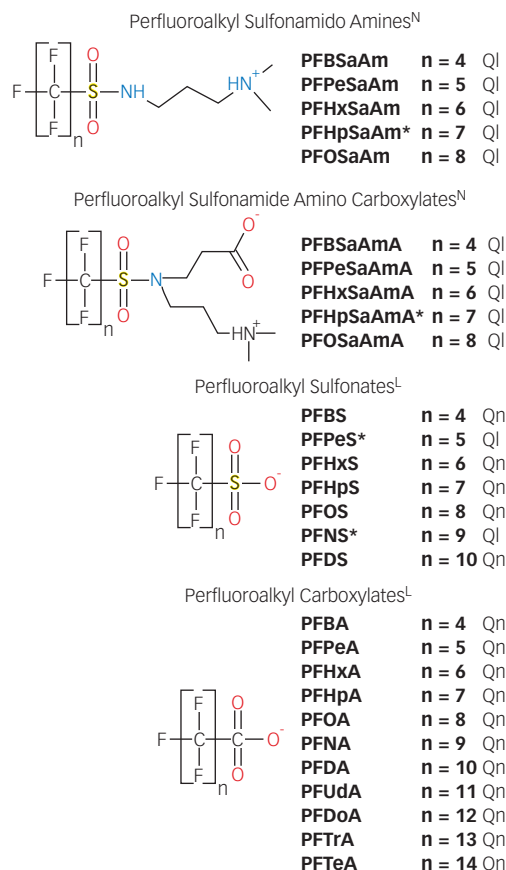 Perfluoroalkyl Sulfonamido Amines^N
F
F C S NH HN+
F
O
O
n
PFBSaAm n = 4 Ql
PFPeSaAm n = 5 Ql
PFHxSaAm n = 6 Ql
PFHpSaAm* n = 7 Ql
PFOSaAm n = 8 Ql
Perfluoroalkyl Sulfonamide Amino Carboxylates^N
F
F C S N
F
O
O
n
O-
O
HN+
PFBSaAmA n = 4 Ql
PFPeSaAmA n = 5 Ql
PFHxSaAmA n = 6 Ql
PFHpSaAmA* n = 7 Ql
PFOSaAmA n = 8 Ql
Perfluoroalkyl Sulfonates^L
F
F C S O-
F
O
O
n
PFBS n = 4 Qn
PFPeS* n = 5 Ql
PFHxS n = 6 Qn
PFHpS n = 7 Qn
PFOS n = 8 Qn
PFNS* n = 9 Ql
PFDS n = 10 Qn
Perfluoroalkyl Carboxylates^L
F
F C C O-
F
O
O
n
PFBA n = 4 Qn
PFPeA n = 5 Qn
PFHxA n = 6 Qn
PFHpA n = 7 Qn
PFOA n = 8 Qn
PFNA n = 9 Qn
PFDA n = 10 Qn
PFUdA n = 11 Qn
PFDoA n = 12 Qn
PFTrA n = 13 Qn
PFTeA n = 14 Qn